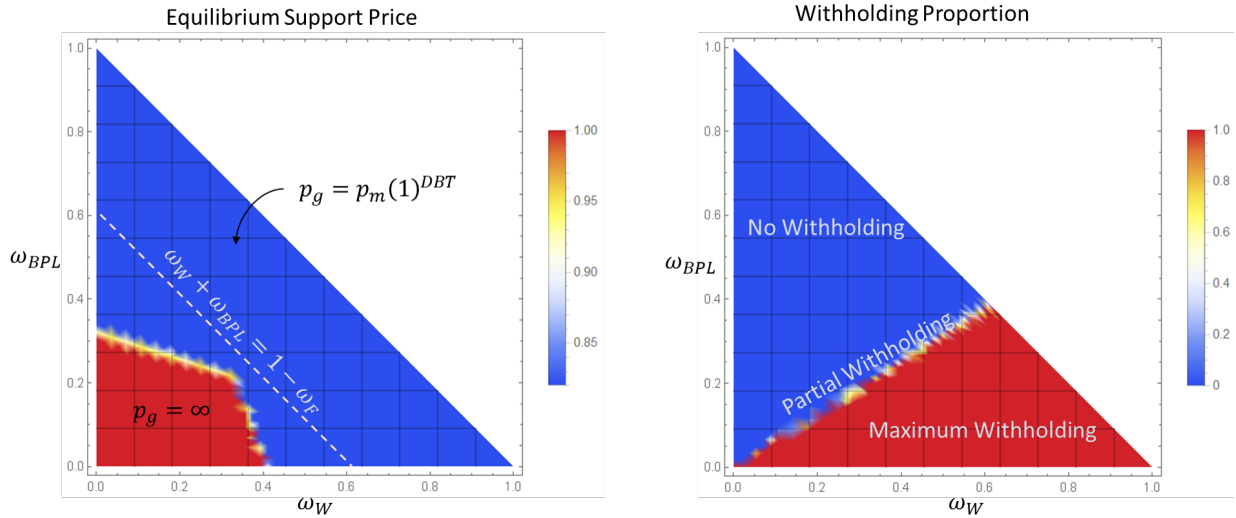 Equilibrium Support Price
1.0
0.8
0.6
0.4
0.2
0.0
ω_BPL
0.0 0.2 0.4 0.6 0.8 1.0
ω_W
p_g = p_m(1)^DBT
ω_W + ω_BPL = 1 − ω_F
p_g = ∞
1.00
0.95
0.90
0.85
Withholding Proportion
1.0
0.8
0.6
0.4
0.2
0.0
ω_BPL
0.0 0.2 0.4 0.6 0.8 1.0
ω_W
No Withholding
Partial Withholding
Maximum Withholding
1.0
0.8
0.6
0.4
0.2
0